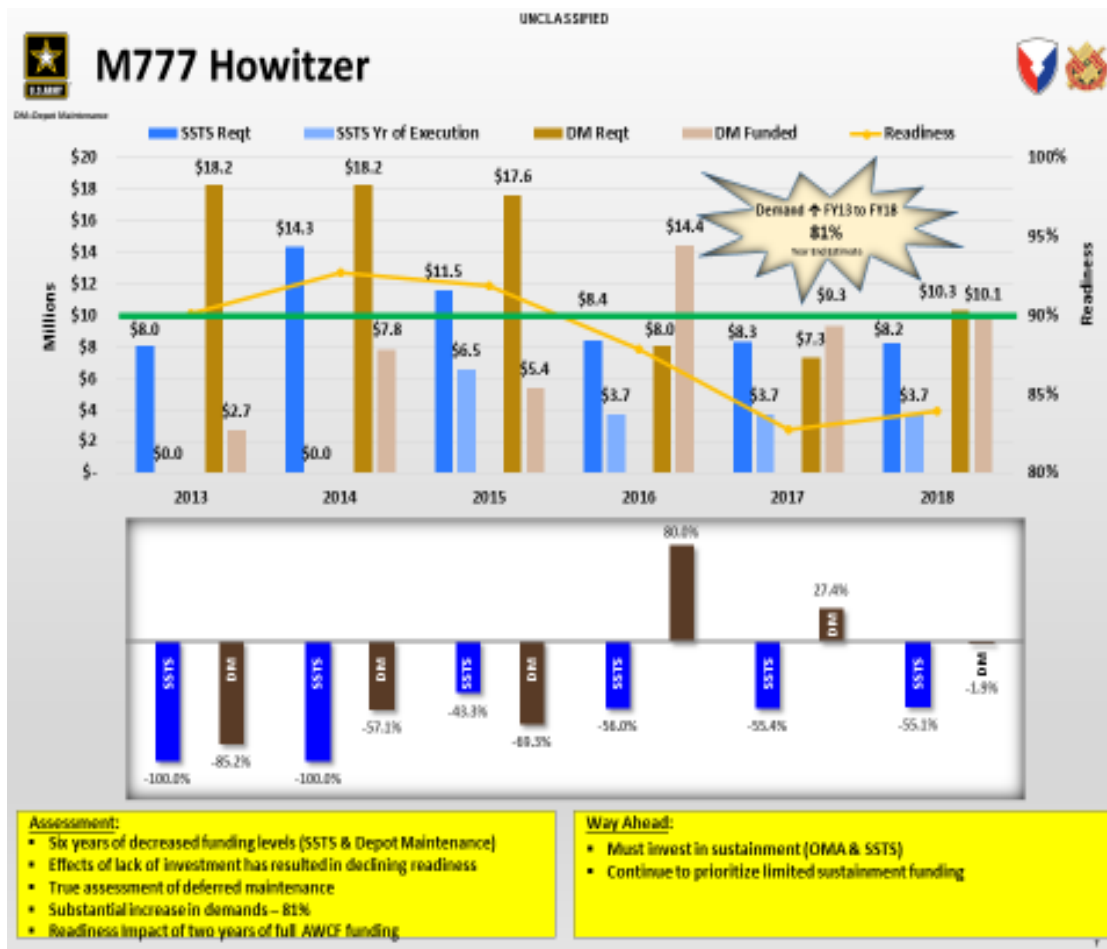 UNCLASSIFIED
U.S. ARMY
M777 Howitzer
DM: Depot Maintenance
SSTS Reqt SSTS Yr of Execution DM Reqt DM Funded Readiness
$20 100%
$18 $18.2 $18.2 $17.6
$16
$14 $14.3 $14.4 95%
$12 $11.5
$10 $10.3 $10.1 90%
$8 $8.0 $7.8 $8.4 $8.0 $8.3 $7.3 $9.3 $8.2
$6 $6.5 $5.4 85%
$4 $2.7 $3.7 $3.7 $3.7
$2 $0.0 $0.0
$- 80%
Millions
Readiness
Demand ↑ FY13 to FY18
81%
Year End Estimate
2013 2014 2015 2016 2017 2018
80.0%
27.4%
SSTS DM SSTS DM SSTS DM SSTS SSTS DM SSTS DM
-100.0% -85.2% -100.0% -57.1% -43.3% -69.3% -56.0% -55.4% -55.1% -1.9%
Assessment:
▪ Six years of decreased funding levels (SSTS & Depot Maintenance)
▪ Effects of lack of investment has resulted in declining readiness
▪ True assessment of deferred maintenance
▪ Substantial increase in demands – 81%
▪ Readiness Impact of two years of full AWCF funding
Way Ahead:
▪ Must invest in sustainment (OMA & SSTS)
▪ Continue to prioritize limited sustainment funding